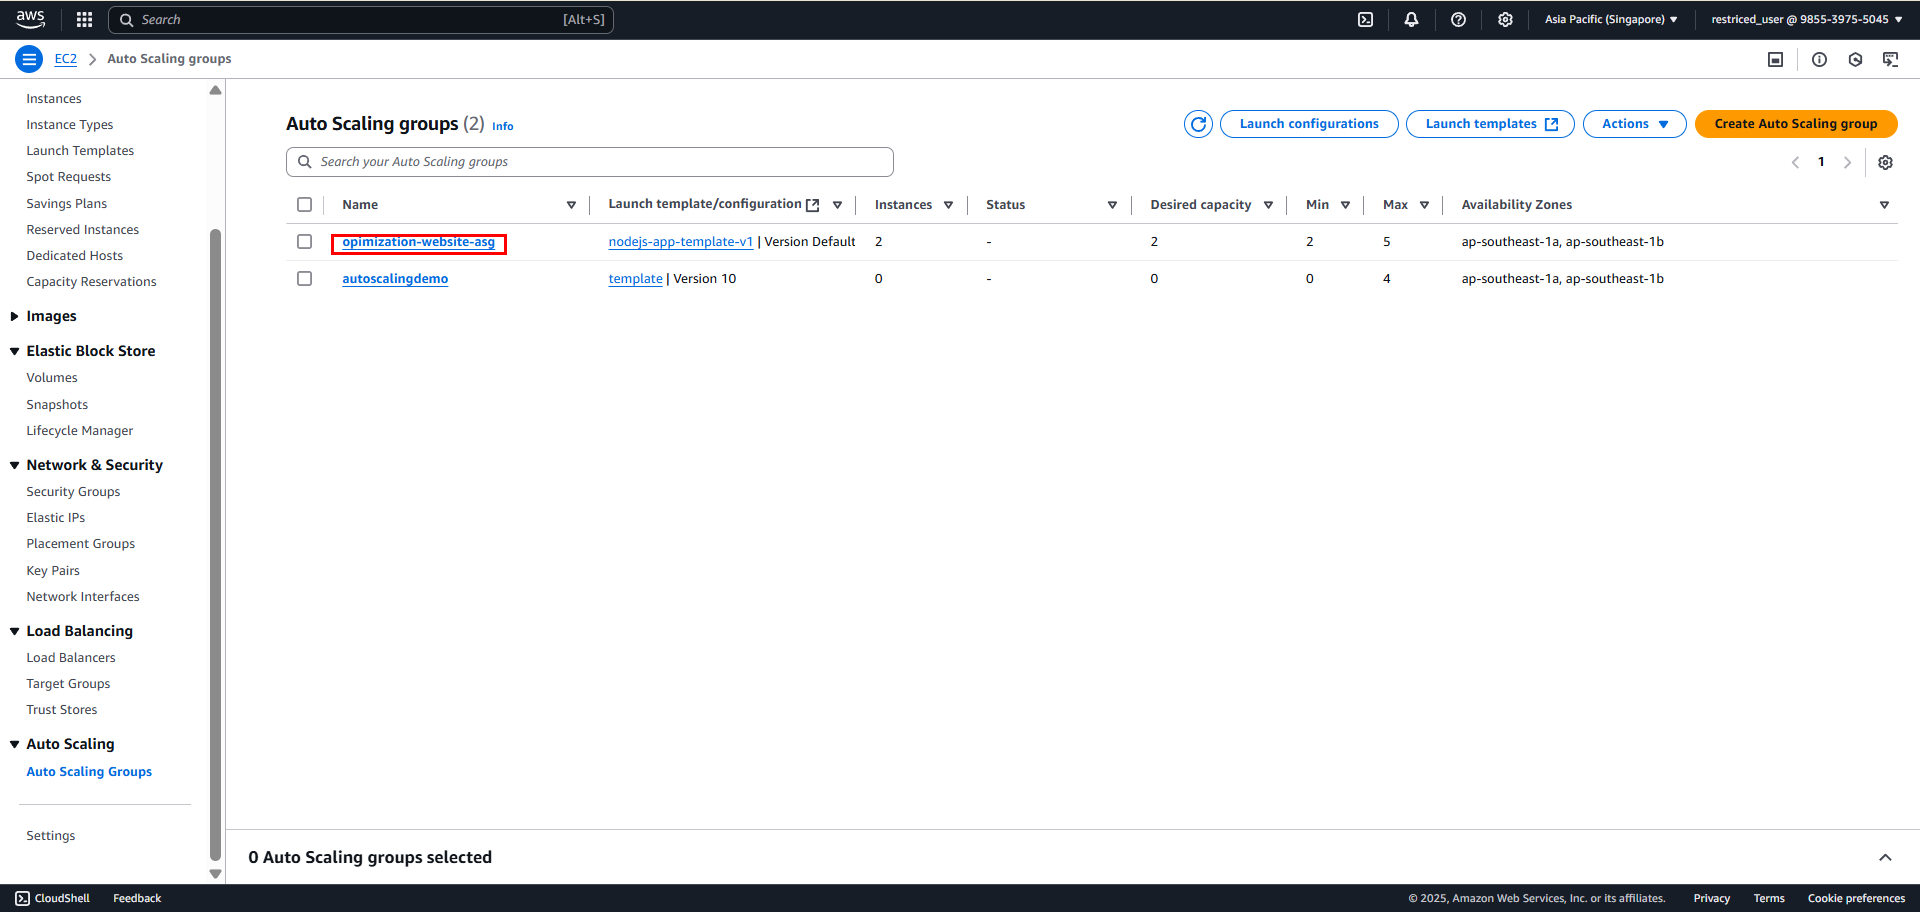 aws
Search [Alt+S]
Asia Pacific (Singapore)
restriced_user @ 9855-3975-5045
EC2
Auto Scaling groups
Instances
Instance Types
Launch Templates
Spot Requests
Savings Plans
Reserved Instances
Dedicated Hosts
Capacity Reservations
Images
Elastic Block Store
Volumes
Snapshots
Lifecycle Manager
Network & Security
Security Groups
Elastic IPs
Placement Groups
Key Pairs
Network Interfaces
Load Balancing
Load Balancers
Target Groups
Trust Stores
Auto Scaling
Auto Scaling Groups
Settings
Auto Scaling groups (2) Info
Launch configurations
Launch templates
Actions
Create Auto Scaling group
Search your Auto Scaling groups
1
Name Launch template/configuration Instances Status Desired capacity Min Max Availability Zones
opimization-website-asg nodejs-app-template-v1 | Version Default 2 - 2 2 5 ap-southeast-1a, ap-southeast-1b
autoscalingdemo template | Version 10 0 - 0 0 4 ap-southeast-1a, ap-southeast-1b
0 Auto Scaling groups selected
CloudShell Feedback
© 2025, Amazon Web Services, Inc. or its affiliates. Privacy Terms Cookie preferences